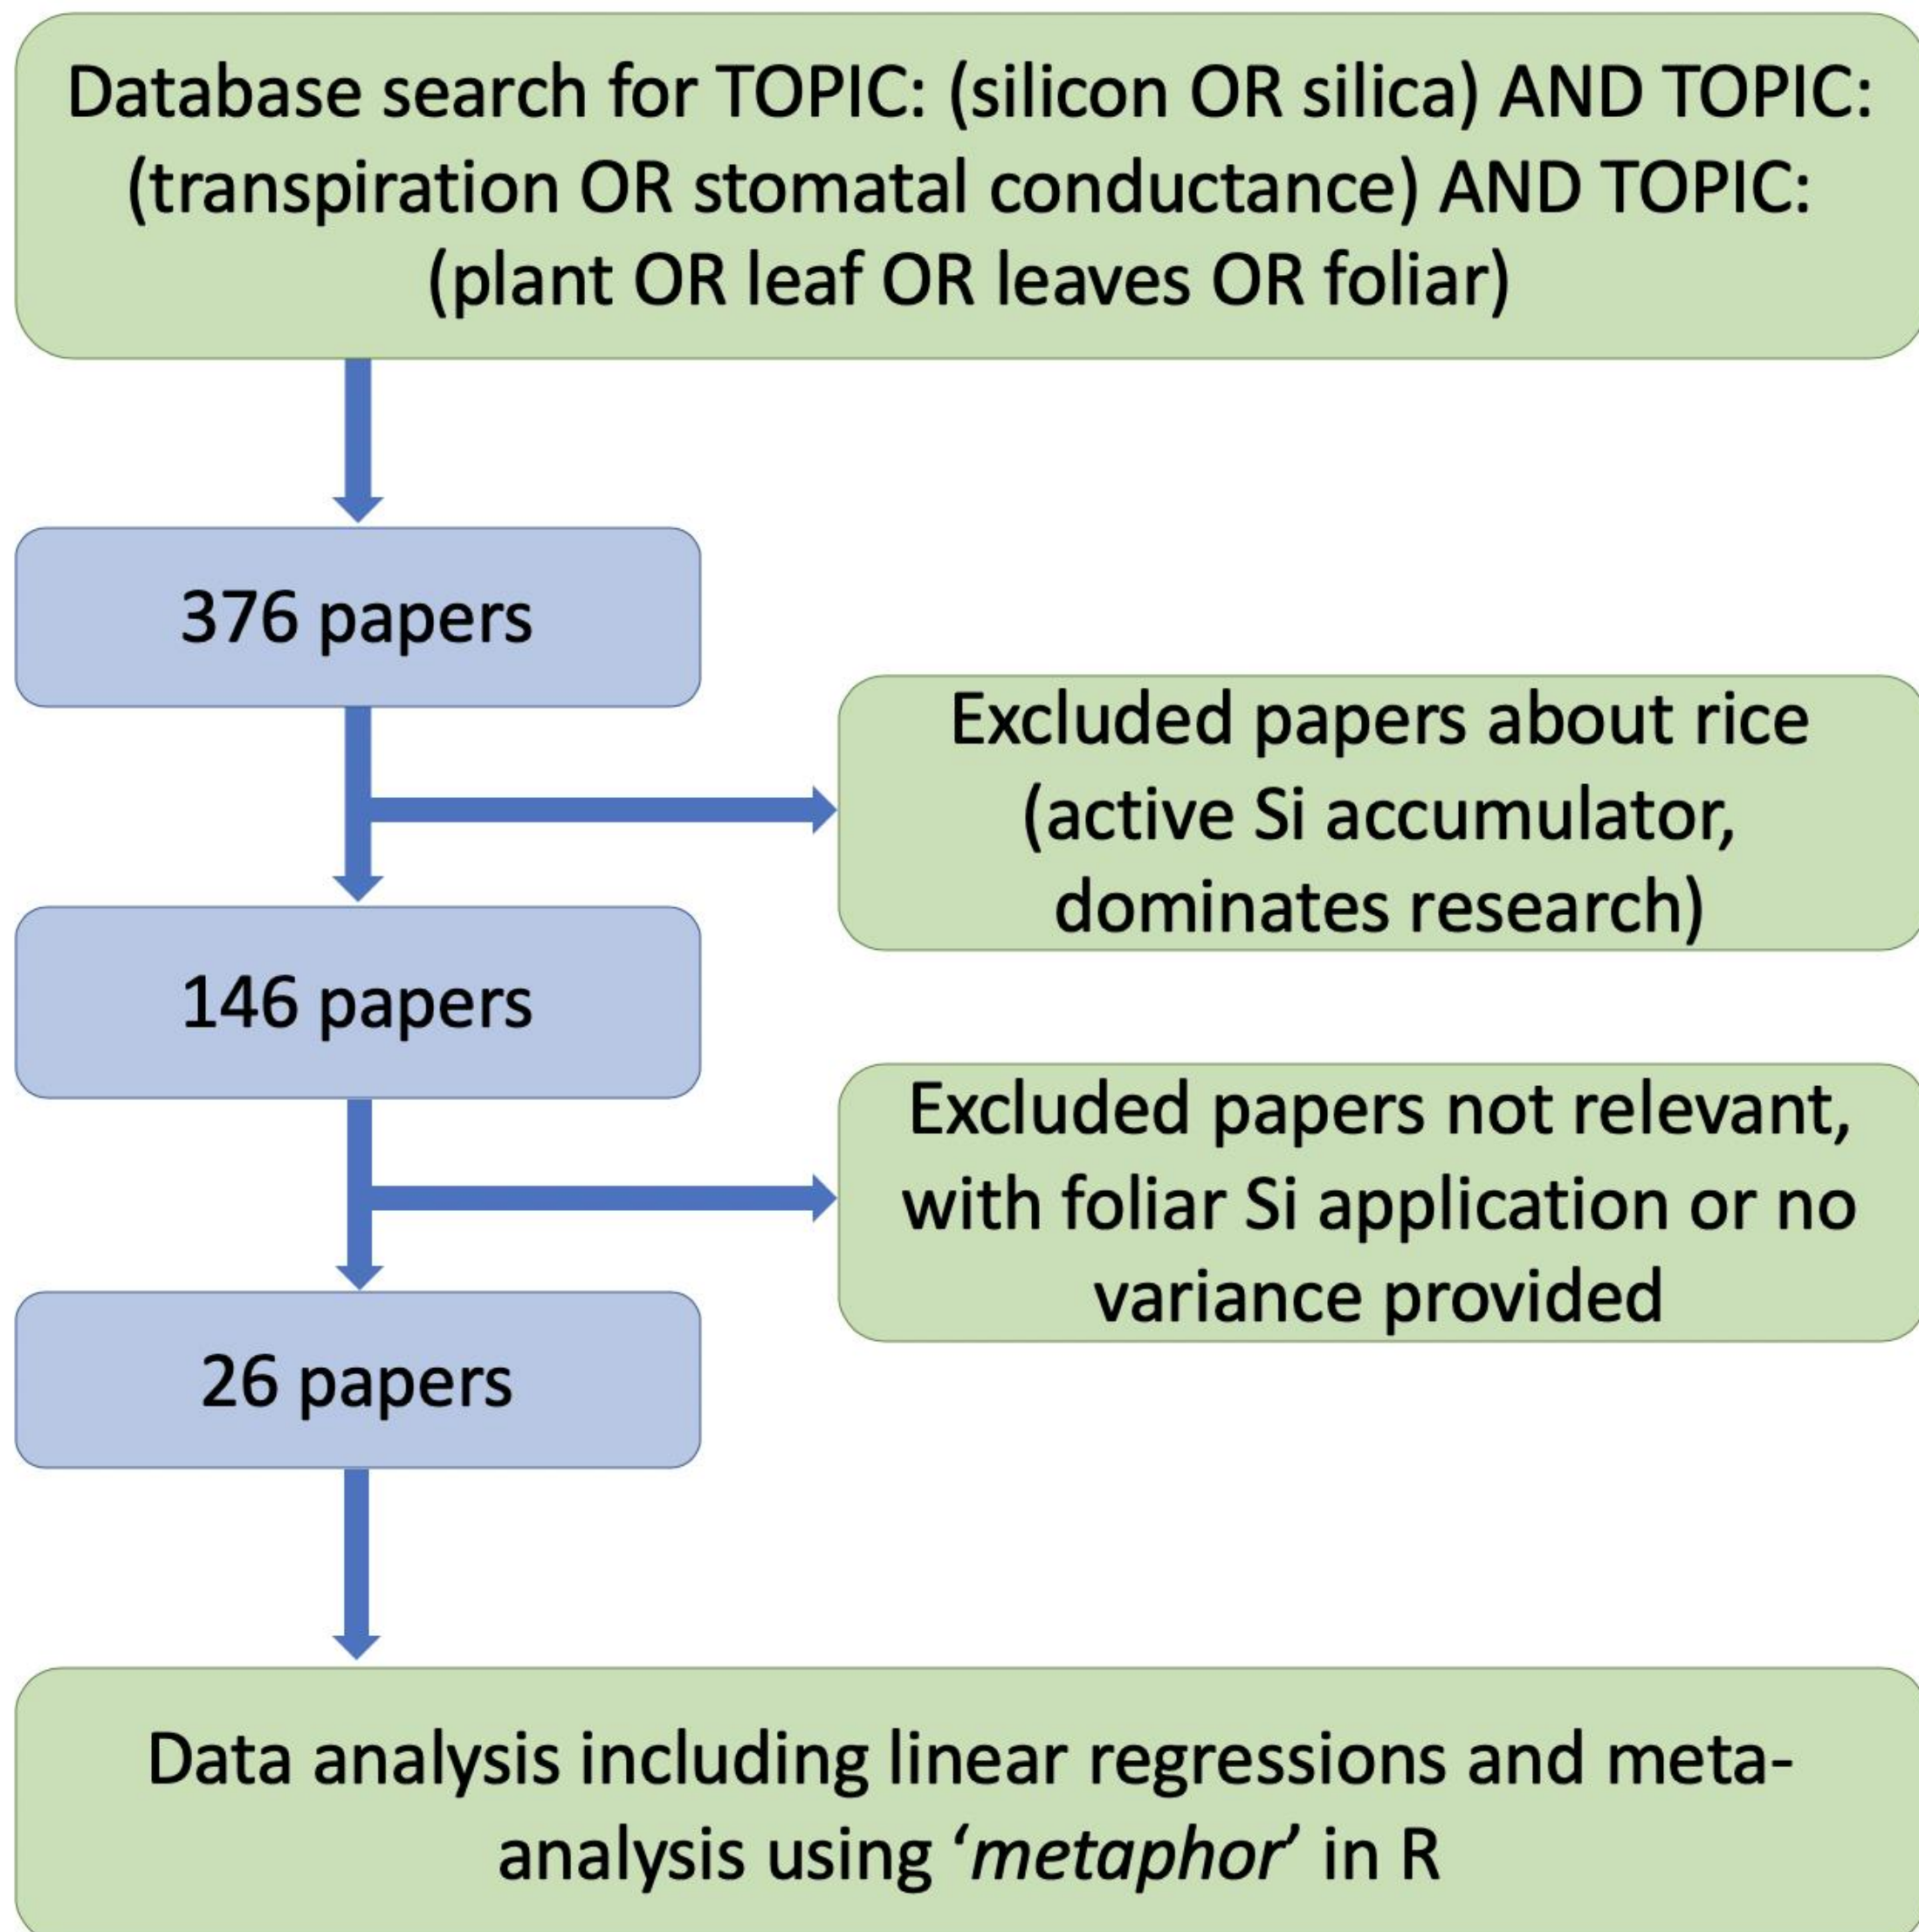 Database search for TOPIC: (silicon OR silica) AND TOPIC:
(transpiration OR stomatal conductance) AND TOPIC:
(plant OR leaf OR leaves OR foliar)
376 papers
Excluded papers about rice
(active Si accumulator,
dominates research)
146 papers
Excluded papers not relevant,
with foliar Si application or no
variance provided
26 papers
Data analysis including linear regressions and meta-
analysis using ‘metaphor’ in R